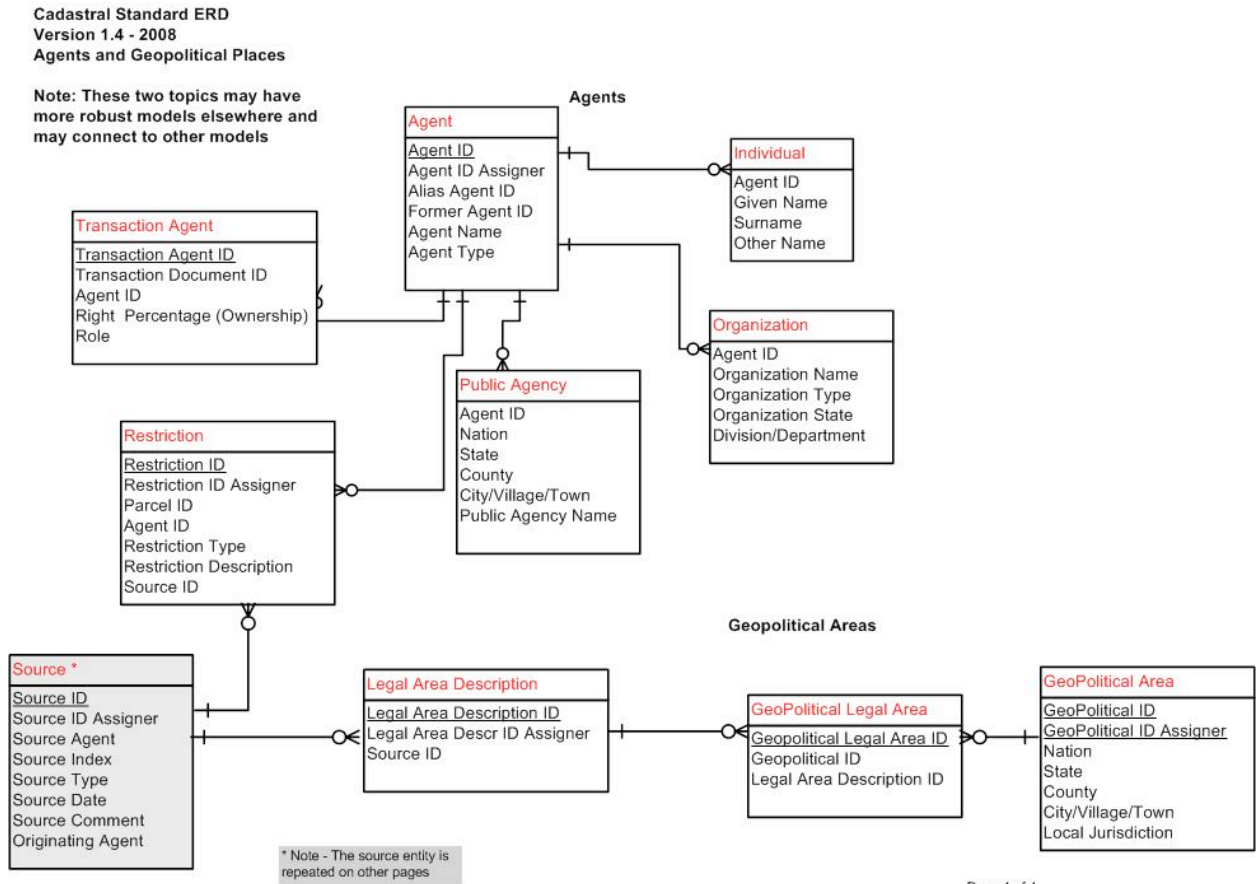 Cadastral Standard ERD
Version 1.4 - 2008
Agents and Geopolitical Places
Note: These two topics may have
more robust models elsewhere and
may connect to other models
Agents
Agent
Agent ID
Agent ID Assigner
Alias Agent ID
Former Agent ID
Agent Name
Agent Type
Individual
Agent ID
Given Name
Surname
Other Name
Transaction Agent
Transaction Agent ID
Transaction Document ID
Agent ID
Right Percentage (Ownership)
Role
Organization
Agent ID
Organization Name
Organization Type
Organization State
Division/Department
Public Agency
Agent ID
Nation
State
County
City/Village/Town
Public Agency Name
Restriction
Restriction ID
Restriction ID Assigner
Parcel ID
Agent ID
Restriction Type
Restriction Description
Source ID
Geopolitical Areas
Source *
Source ID
Source ID Assigner
Source Agent
Source Index
Source Type
Source Date
Source Comment
Originating Agent
Legal Area Description
Legal Area Description ID
Legal Area Descr ID Assigner
Source ID
GeoPolitical Legal Area
Geopolitical Legal Area ID
Geopolitical ID
Legal Area Description ID
GeoPolitical Area
GeoPolitical ID
GeoPolitical ID Assigner
Nation
State
County
City/Village/Town
Local Jurisdiction
* Note - The source entity is
repeated on other pages